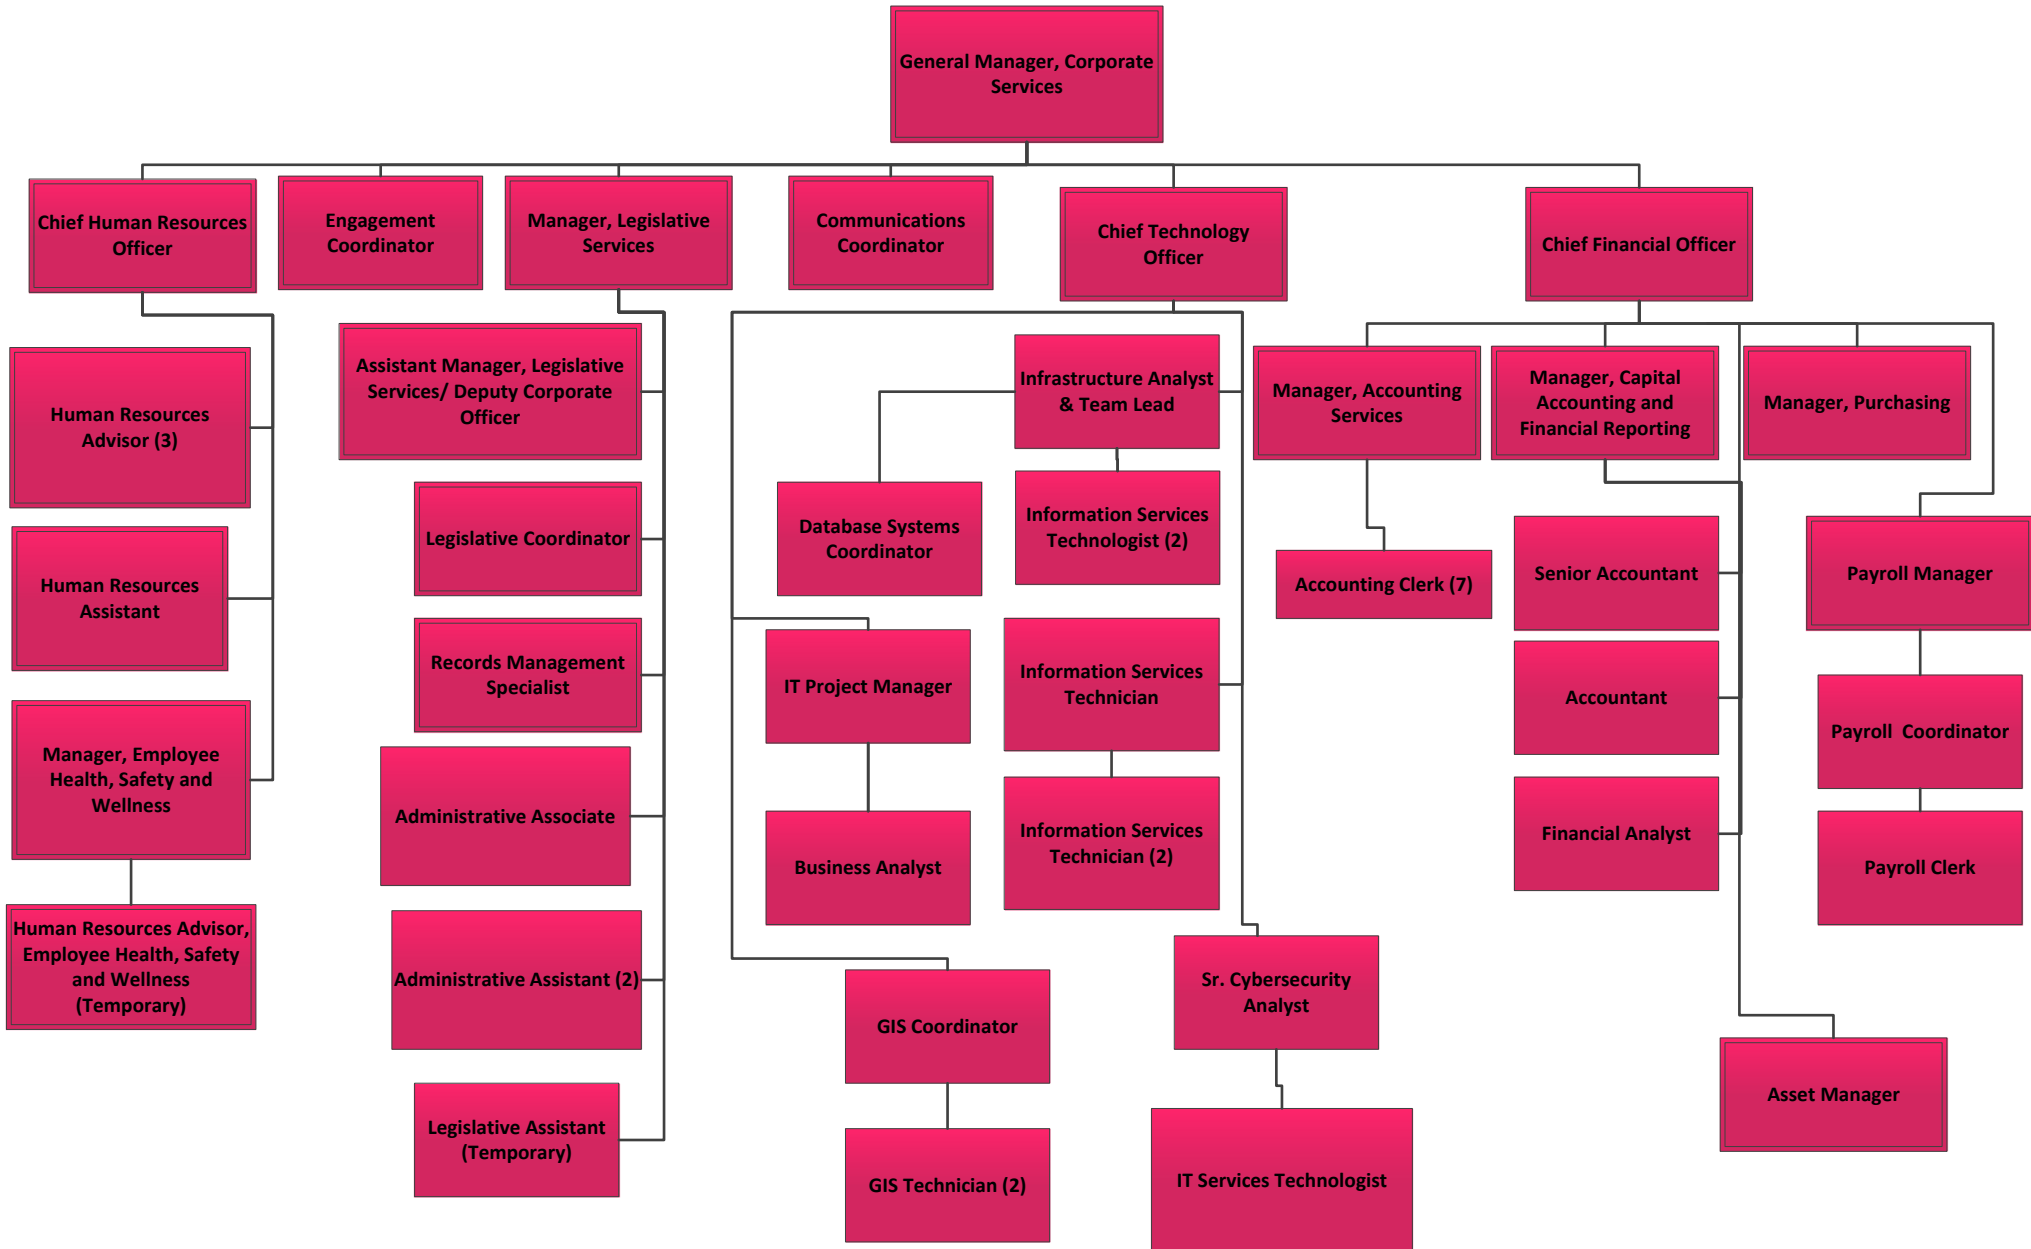 General Manager, Corporate
Services
Chief Human Resources
Officer
Engagement
Coordinator
Manager, Legislative
Services
Communications
Coordinator
Chief Technology
Officer
Chief Financial Officer
Human Resources
Advisor (3)
Human Resources
Assistant
Manager, Employee
Health, Safety and
Wellness
Human Resources Advisor,
Employee Health, Safety
and Wellness
(Temporary)
Assistant Manager, Legislative
Services/ Deputy Corporate
Officer
Legislative Coordinator
Records Management
Specialist
Administrative Associate
Administrative Assistant (2)
Legislative Assistant
(Temporary)
Infrastructure Analyst
& Team Lead
Database Systems
Coordinator
Information Services
Technologist (2)
IT Project Manager
Business Analyst
Information Services
Technician
Information Services
Technician (2)
GIS Coordinator
GIS Technician (2)
Sr. Cybersecurity
Analyst
IT Services Technologist
Manager, Accounting
Services
Accounting Clerk (7)
Manager, Capital
Accounting and
Financial Reporting
Senior Accountant
Accountant
Financial Analyst
Manager, Purchasing
Payroll Manager
Payroll  Coordinator
Payroll Clerk
Asset Manager